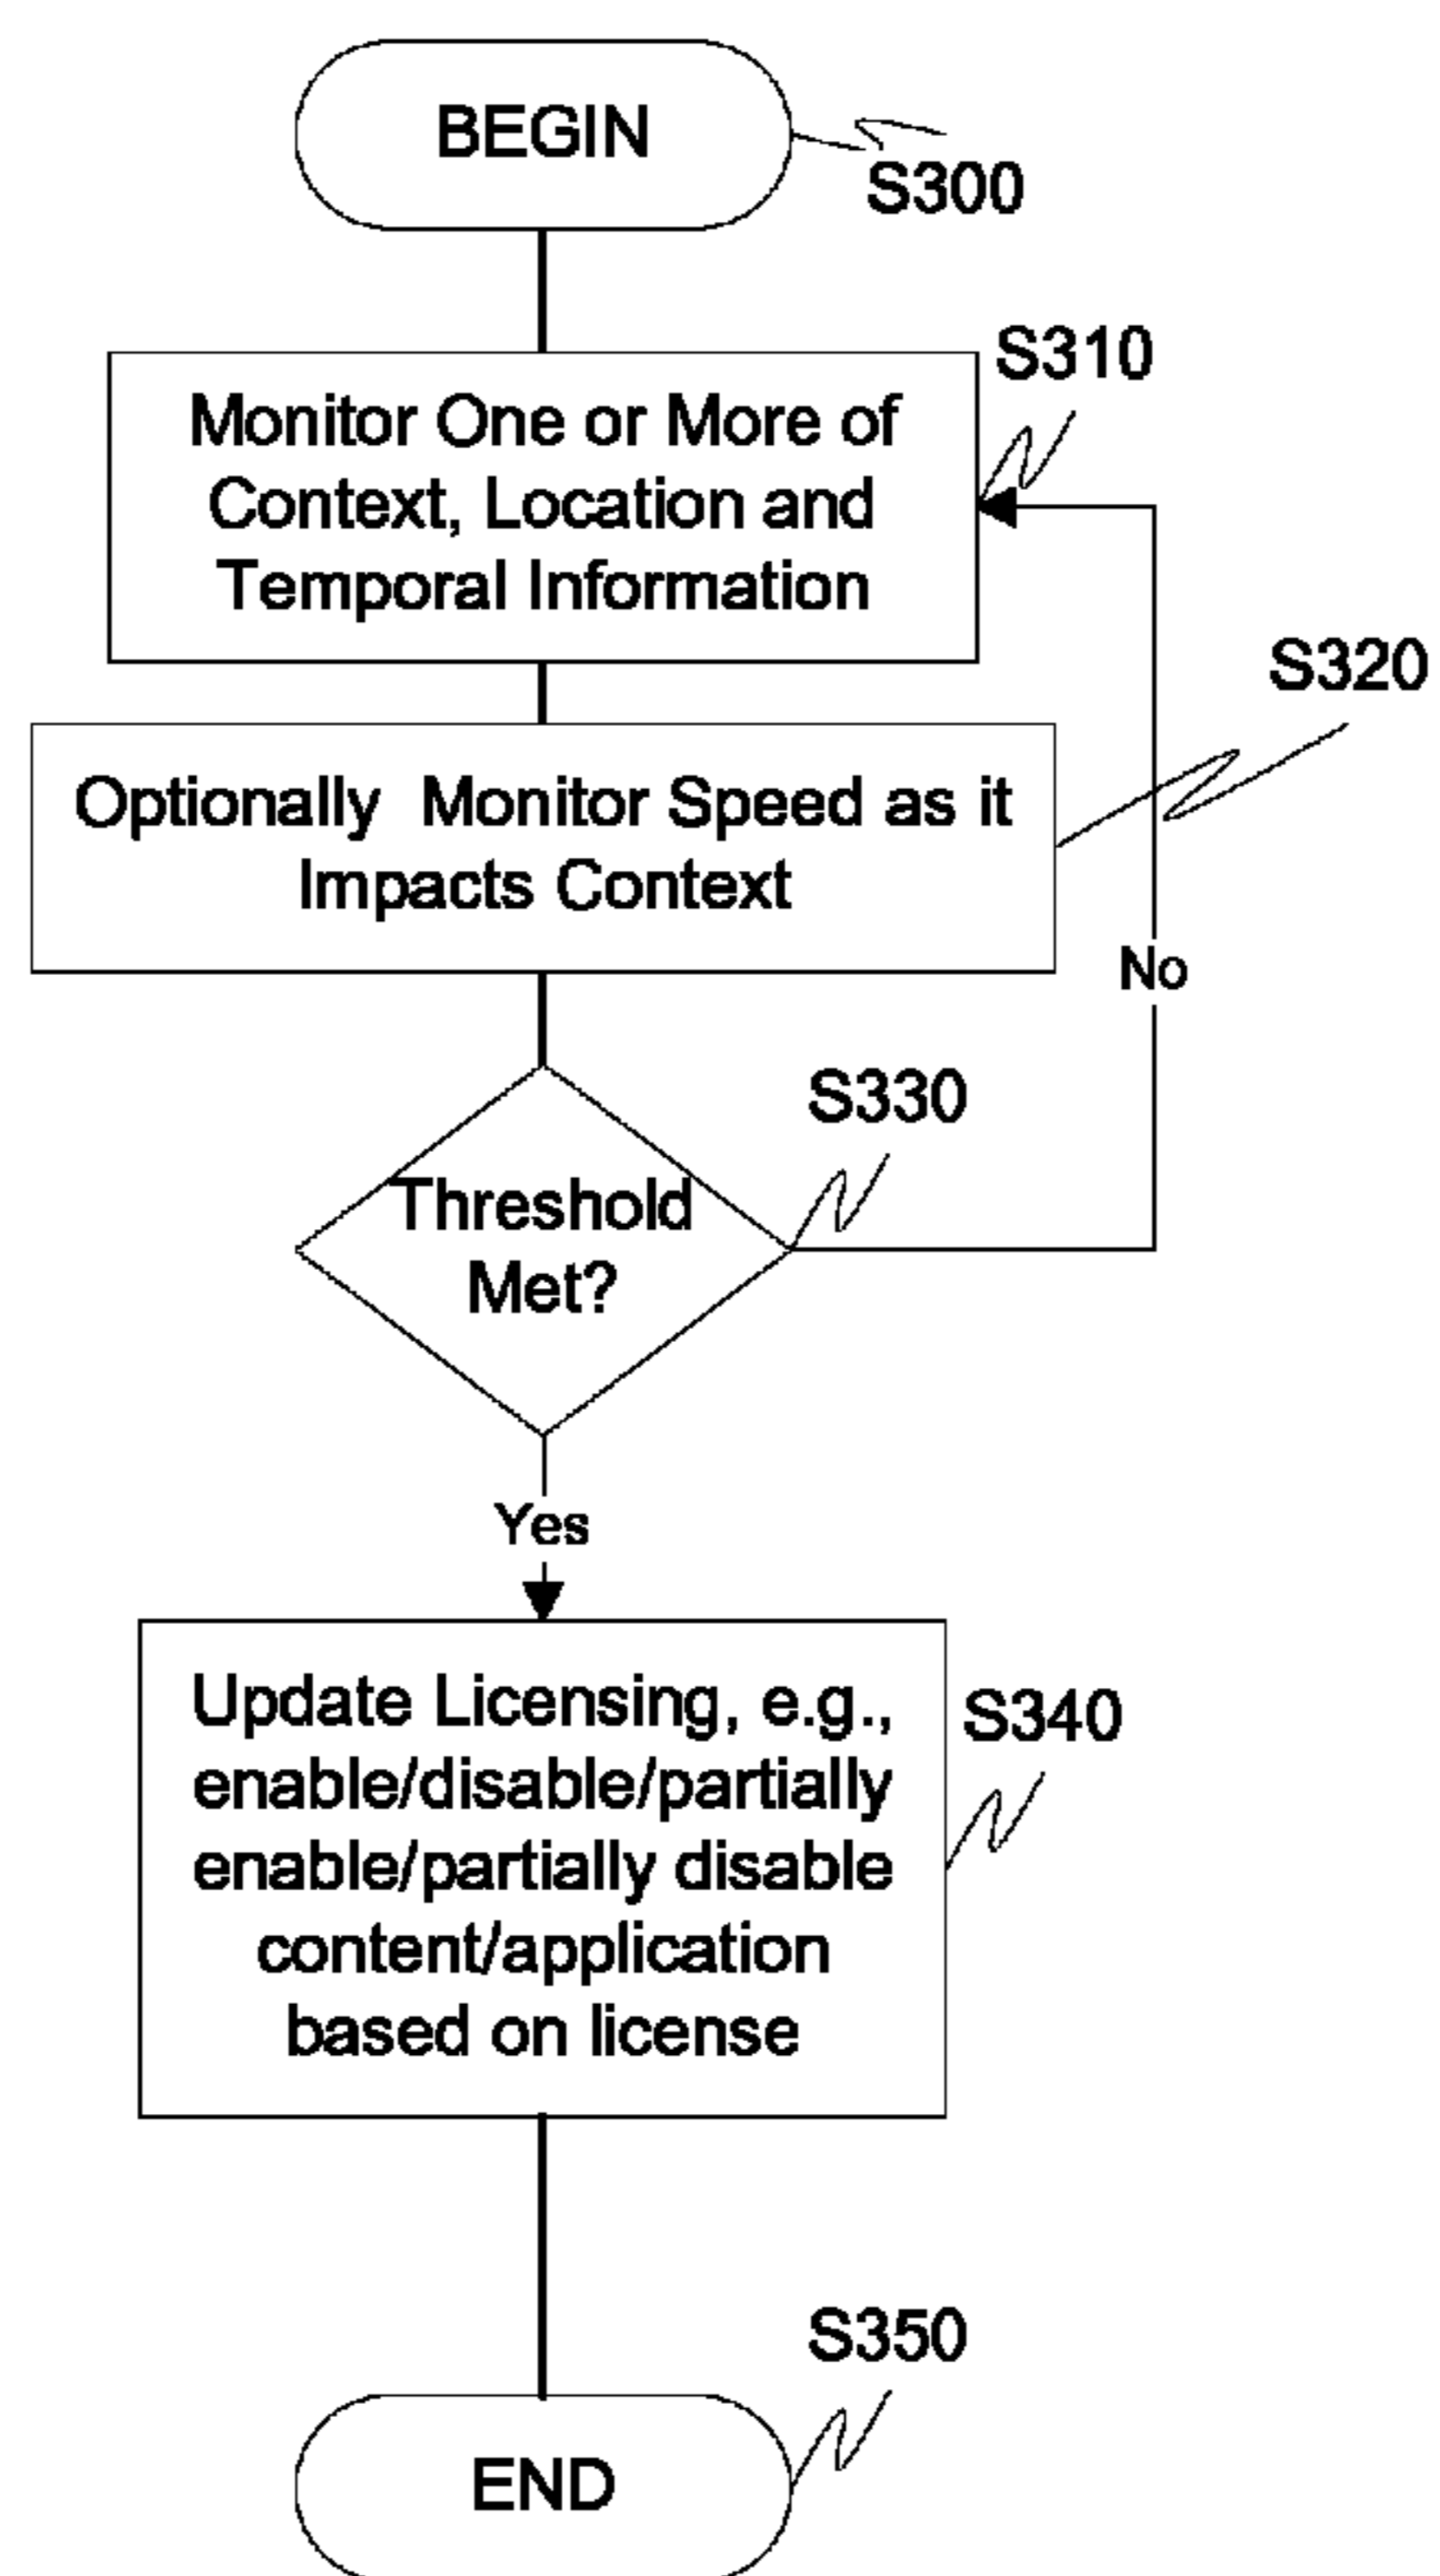 BEGIN
S300
S310
Monitor One or More of
Context, Location and
Temporal Information
S320
Optionally Monitor Speed as it
Impacts Context
No
S330
Threshold
Met?
Yes
Update Licensing, e.g.,
enable/disable/partially
enable/partially disable
content/application
based on license
S340
S350
END